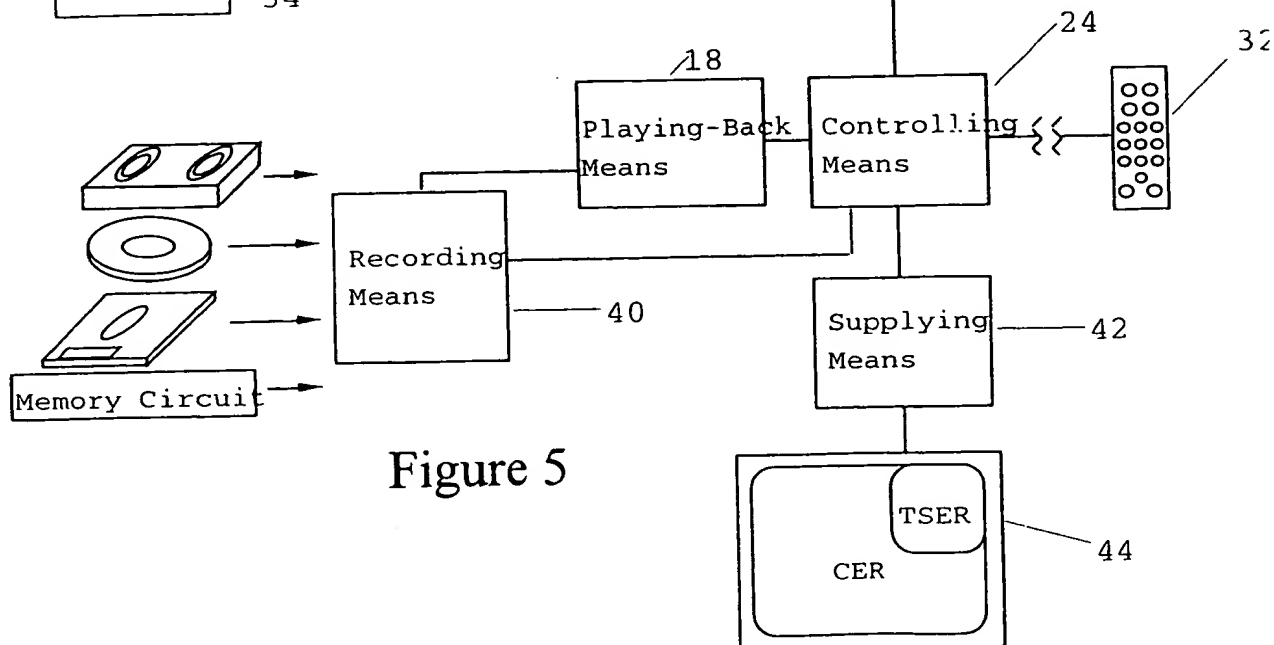 18
24
Playing-Back
Means
Controlling
Means
Recording
Means
40
Supplying
Means
42
Memory Circuit
Figure 5
TSER
CER
44